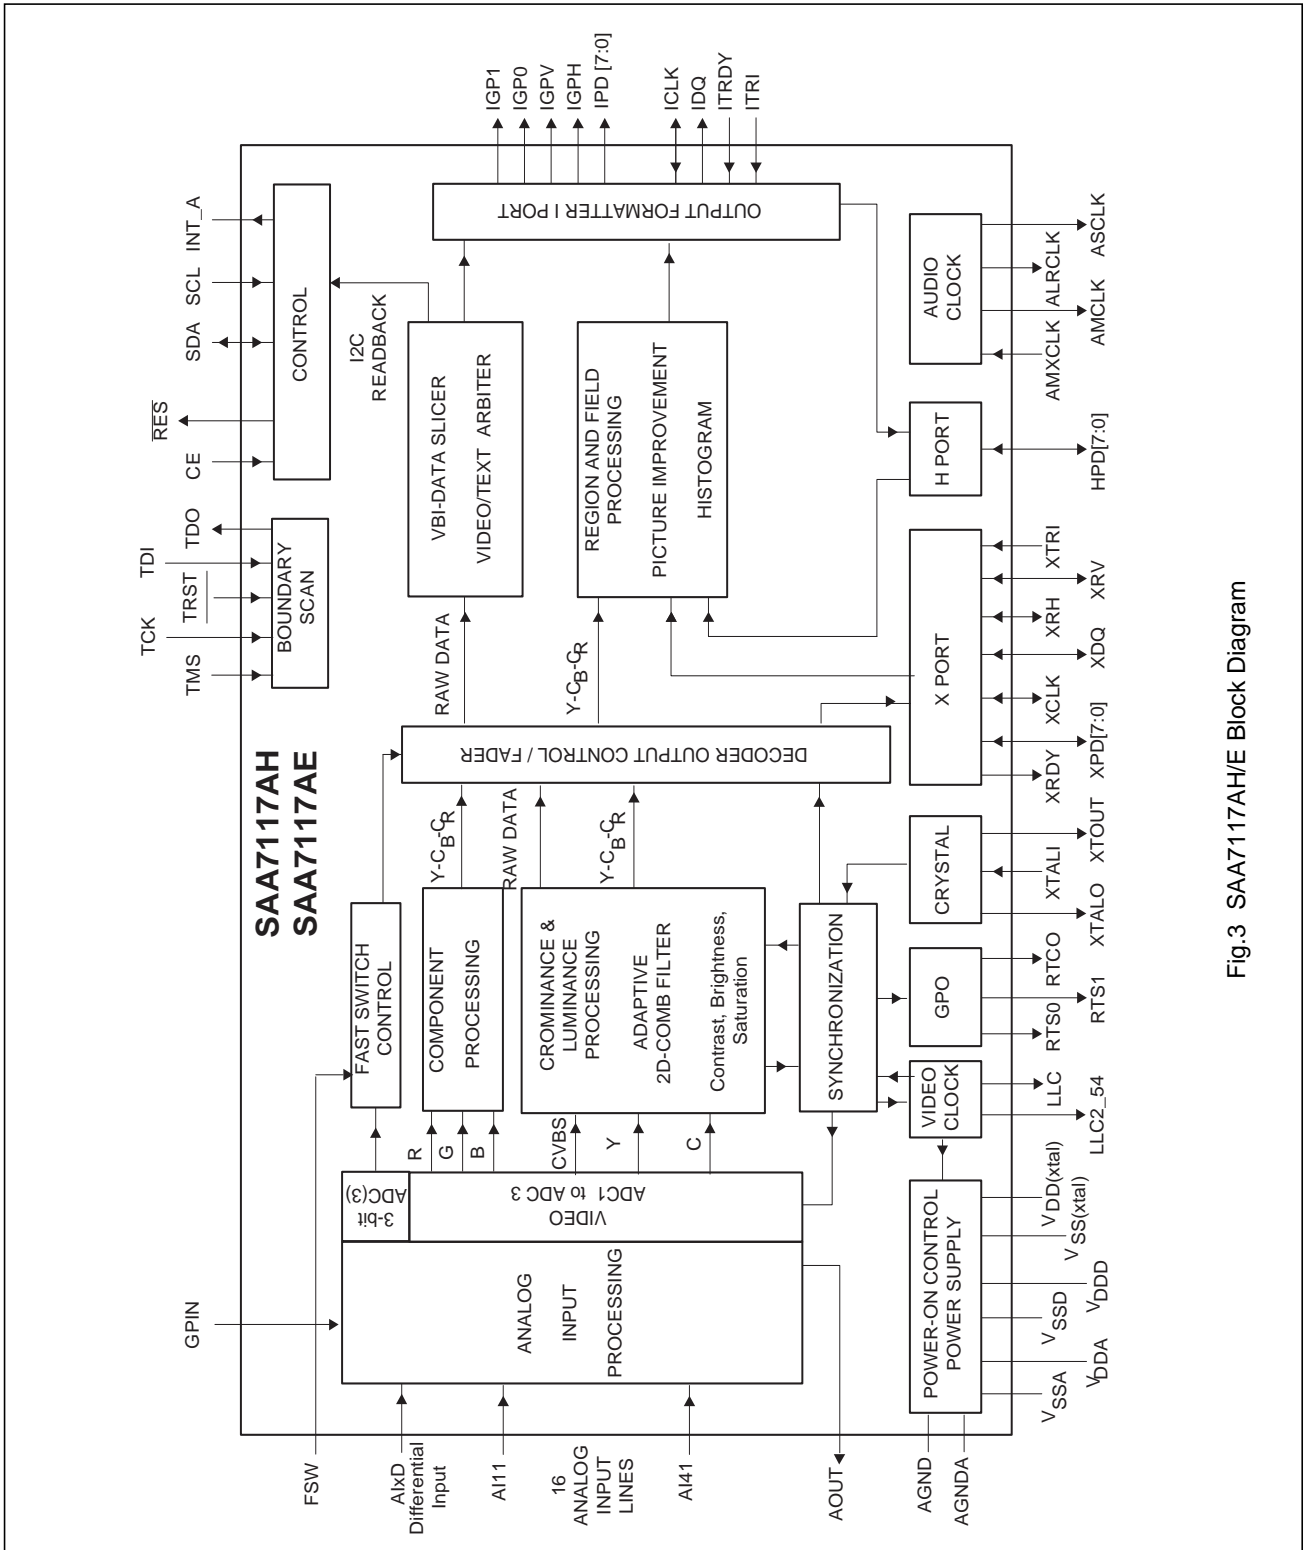 SAA7117AH
SAA7117AE
FSW
AIxD
Differential
Input
AI11
16
ANALOG
INPUT
LINES
AI41
AOUT
AGND
AGNDA
GPIN
ANALOG
INPUT
PROCESSING
3-bit
ADC(3)
VIDEO
ADC1 to ADC 3
R
G
B
CVBS
Y
C
FAST SWITCH
CONTROL
COMPONENT
PROCESSING
CROMINANCE &
LUMINANCE
PROCESSING
ADAPTIVE
2D-COMB FILTER
Contrast, Brightness,
Saturation
SYNCHRONIZATION
Y-CB-CR
RAW DATA
Y-CB-CR
DECODER OUTPUT CONTROL / FADER
RAW DATA
Y-CB-CR
TMS
TCK
TRST
TDI
TDO
BOUNDARY
SCAN
CE
RES
SDA
SCL
INT_A
CONTROL
I2C
READBACK
VBI-DATA SLICER
VIDEO/TEXT ARBITER
REGION AND FIELD
PROCESSING
PICTURE IMPROVEMENT
HISTOGRAM
OUTPUT FORMATTER I PORT
IGP1
IGP0
IGPV
IGPH
IPD [7:0]
ICLK
IDQ
ITRDY
ITRI
POWER-ON CONTROL
POWER SUPPLY
VSSA
VDDA
VSSD
VDDD
VSS(xtal)
VDD(xtal)
VIDEO
CLOCK
LLC2_54
LLC
GPO
RTS0
RTS1
RTCO
CRYSTAL
XTALO
XTALI
XTOUT
X PORT
XRDY
XPD[7:0]
XCLK
XDQ
XRH
XRV
XTRI
H PORT
HPD[7:0]
AUDIO
CLOCK
AMXCLK
AMCLK
ALRCLK
ASCLK
Fig.3 SAA7117AH/E Block Diagram